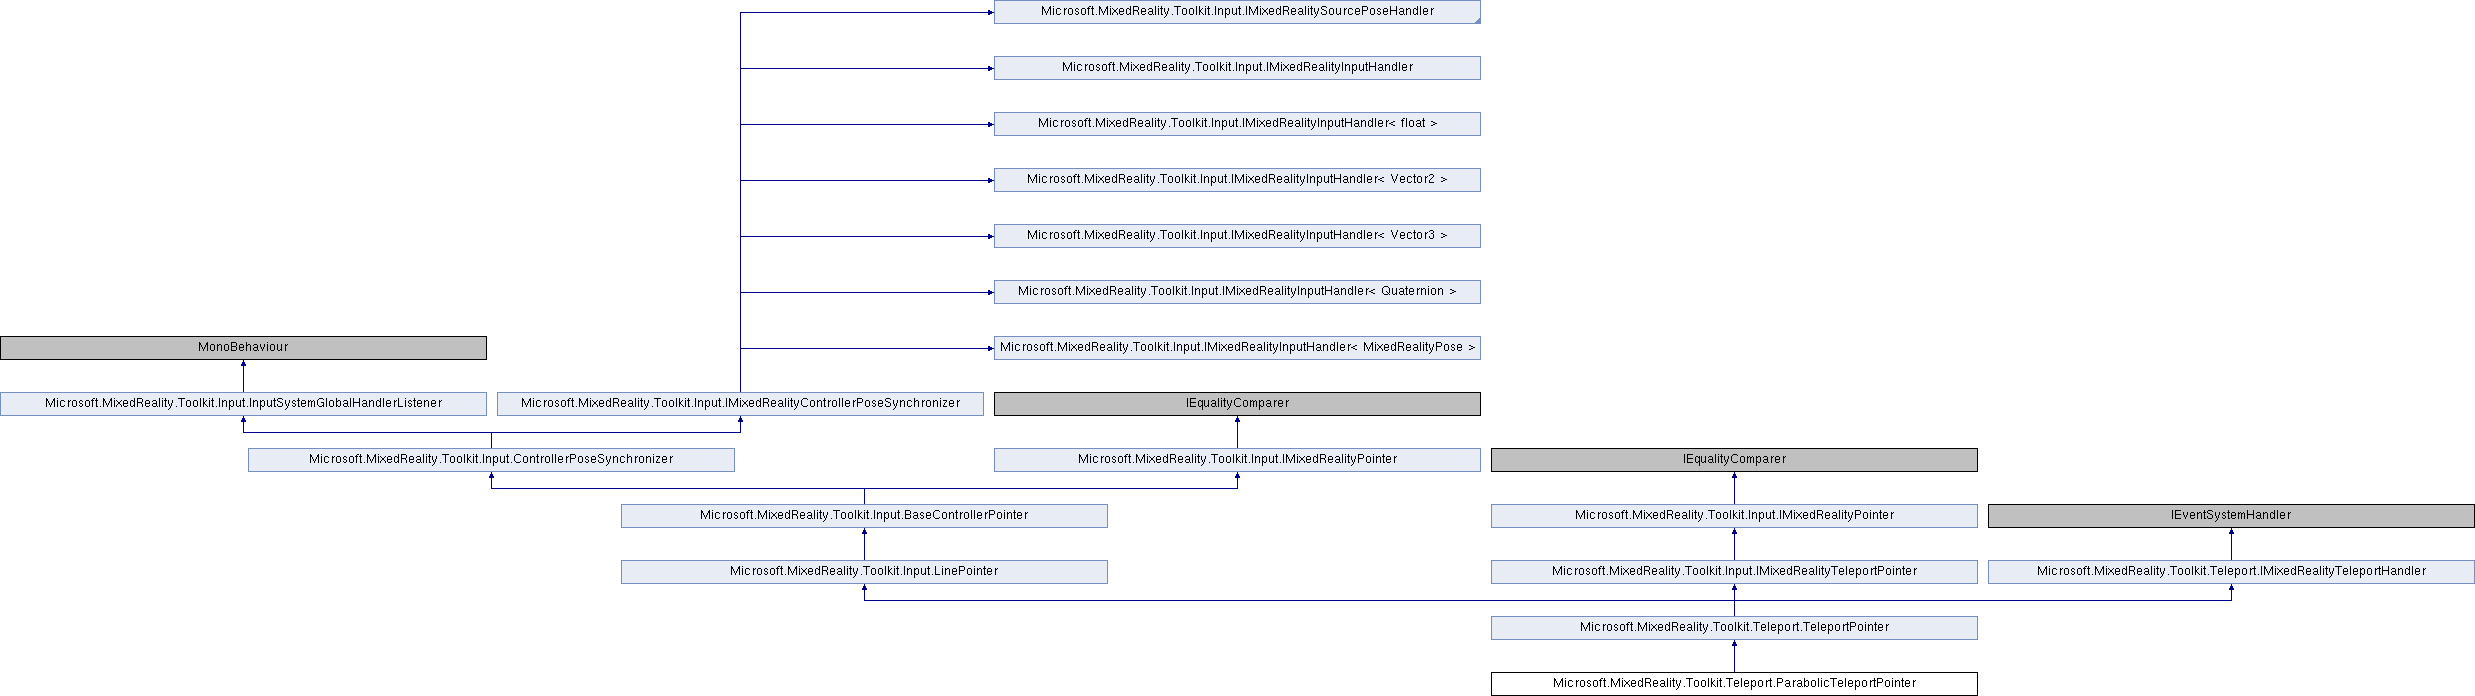 Microsoft.MixedReality.Toolkit.Input.IMixedRealitySourcePoseHandler
Microsoft.MixedReality.Toolkit.Input.IMixedRealityInputHandler
Microsoft.MixedReality.Toolkit.Input.IMixedRealityInputHandler< float >
Microsoft.MixedReality.Toolkit.Input.IMixedRealityInputHandler< Vector2 >
Microsoft.MixedReality.Toolkit.Input.IMixedRealityInputHandler< Vector3 >
Microsoft.MixedReality.Toolkit.Input.IMixedRealityInputHandler< Quaternion >
MonoBehaviour
Microsoft.MixedReality.Toolkit.Input.IMixedRealityInputHandler< MixedRealityPose >
Microsoft.MixedReality.Toolkit.Input.InputSystemGlobalHandlerListener
Microsoft.MixedReality.Toolkit.Input.IMixedRealityControllerPoseSynchronizer
IEqualityComparer
Microsoft.MixedReality.Toolkit.Input.ControllerPoseSynchronizer
Microsoft.MixedReality.Toolkit.Input.IMixedRealityPointer
IEqualityComparer
Microsoft.MixedReality.Toolkit.Input.BaseControllerPointer
Microsoft.MixedReality.Toolkit.Input.IMixedRealityPointer
IEventSystemHandler
Microsoft.MixedReality.Toolkit.Input.LinePointer
Microsoft.MixedReality.Toolkit.Input.IMixedRealityTeleportPointer
Microsoft.MixedReality.Toolkit.Teleport.IMixedRealityTeleportHandler
Microsoft.MixedReality.Toolkit.Teleport.TeleportPointer
Microsoft.MixedReality.Toolkit.Teleport.ParabolicTeleportPointer